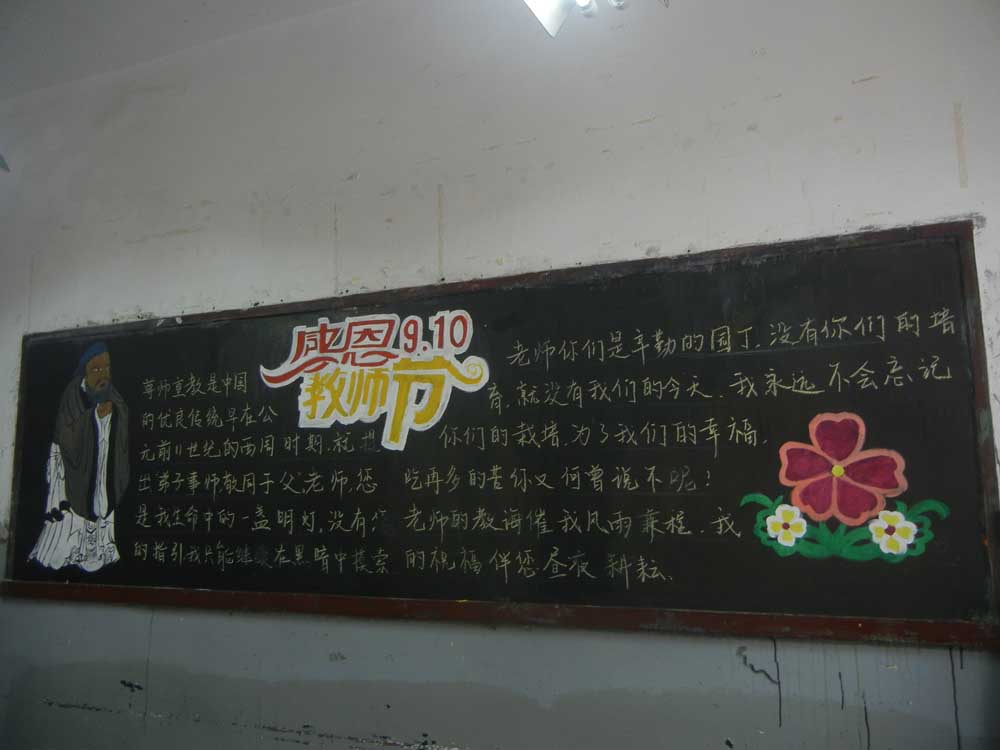 感恩9.10
教师节
尊师重教是中国
的优良传统早在公
元前11世纪的西周时期,就提
出弟子事师敬同于父,老师,您
是我生命中的一盏明灯,没有您
的指引我只能继续在黑暗中摸索
老师你们是辛勤的园丁,没有你们的培
育,就没有我们的今天.我永远不会忘记
你们的栽培.为了我们的幸福,
吃再多的苦你又何曾说不呢!
老师的教诲催我风雨兼程.我
的祝福伴您昼夜耕耘.